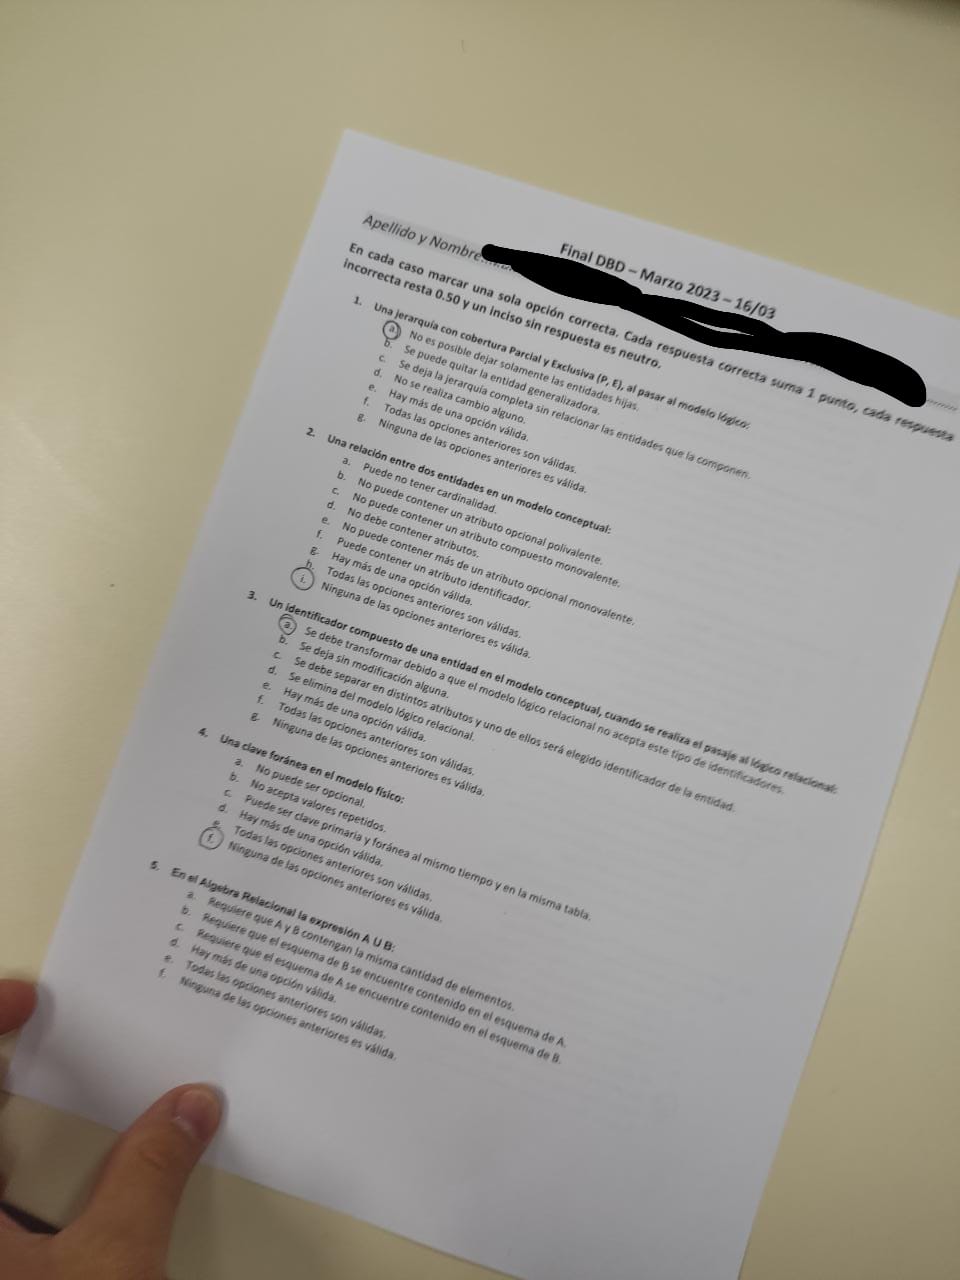 Final DBD – Marzo 2023 – 16/03
Apellido y Nombre
En cada caso marcar una sola opción correcta. Cada respuesta correcta suma 1 punto, cada respuesta
incorrecta resta 0.50 y un inciso sin respuesta es neutro.
1. Una jerarquía con cobertura Parcial y Exclusiva (P, E), al pasar al modelo lógico:
a. No es posible dejar solamente las entidades hijas.
b. Se puede quitar la entidad generalizadora.
c. Se deja la jerarquía completa sin relacionar las entidades que la componen.
d. No se realiza cambio alguno.
e. Hay más de una opción válida.
f. Todas las opciones anteriores son válidas.
g. Ninguna de las opciones anteriores es válida.
2. Una relación entre dos entidades en un modelo conceptual:
a. Puede no tener cardinalidad.
b. No puede contener un atributo opcional polivalente.
c. No puede contener un atributo compuesto monovalente.
d. No debe contener atributos.
e. No puede contener más de un atributo opcional monovalente.
f. Puede contener un atributo identificador.
g. Hay más de una opción válida.
h. Todas las opciones anteriores son válidas.
i. Ninguna de las opciones anteriores es válida.
3. Un identificador compuesto de una entidad en el modelo conceptual, cuando se realiza el pasaje al lógico relacional:
a. Se debe transformar debido a que el modelo lógico relacional no acepta este tipo de identificadores.
b. Se deja sin modificación alguna.
c. Se debe separar en distintos atributos y uno de ellos será elegido identificador de la entidad.
d. Se elimina del modelo lógico relacional.
e. Hay más de una opción válida.
f. Todas las opciones anteriores son válidas.
g. Ninguna de las opciones anteriores es válida.
4. Una clave foránea en el modelo físico:
a. No puede ser opcional.
b. No acepta valores repetidos.
c. Puede ser clave primaria y foránea al mismo tiempo y en la misma tabla.
d. Hay más de una opción válida.
e. Todas las opciones anteriores son válidas.
f. Ninguna de las opciones anteriores es válida.
5. En el Algebra Relacional la expresión A U B:
a. Requiere que A y B contengan la misma cantidad de elementos.
b. Requiere que el esquema de B se encuentre contenido en el esquema de A.
c. Requiere que el esquema de A se encuentre contenido en el esquema de B.
d. Hay más de una opción válida.
e. Todas las opciones anteriores son válidas.
f. Ninguna de las opciones anteriores es válida.